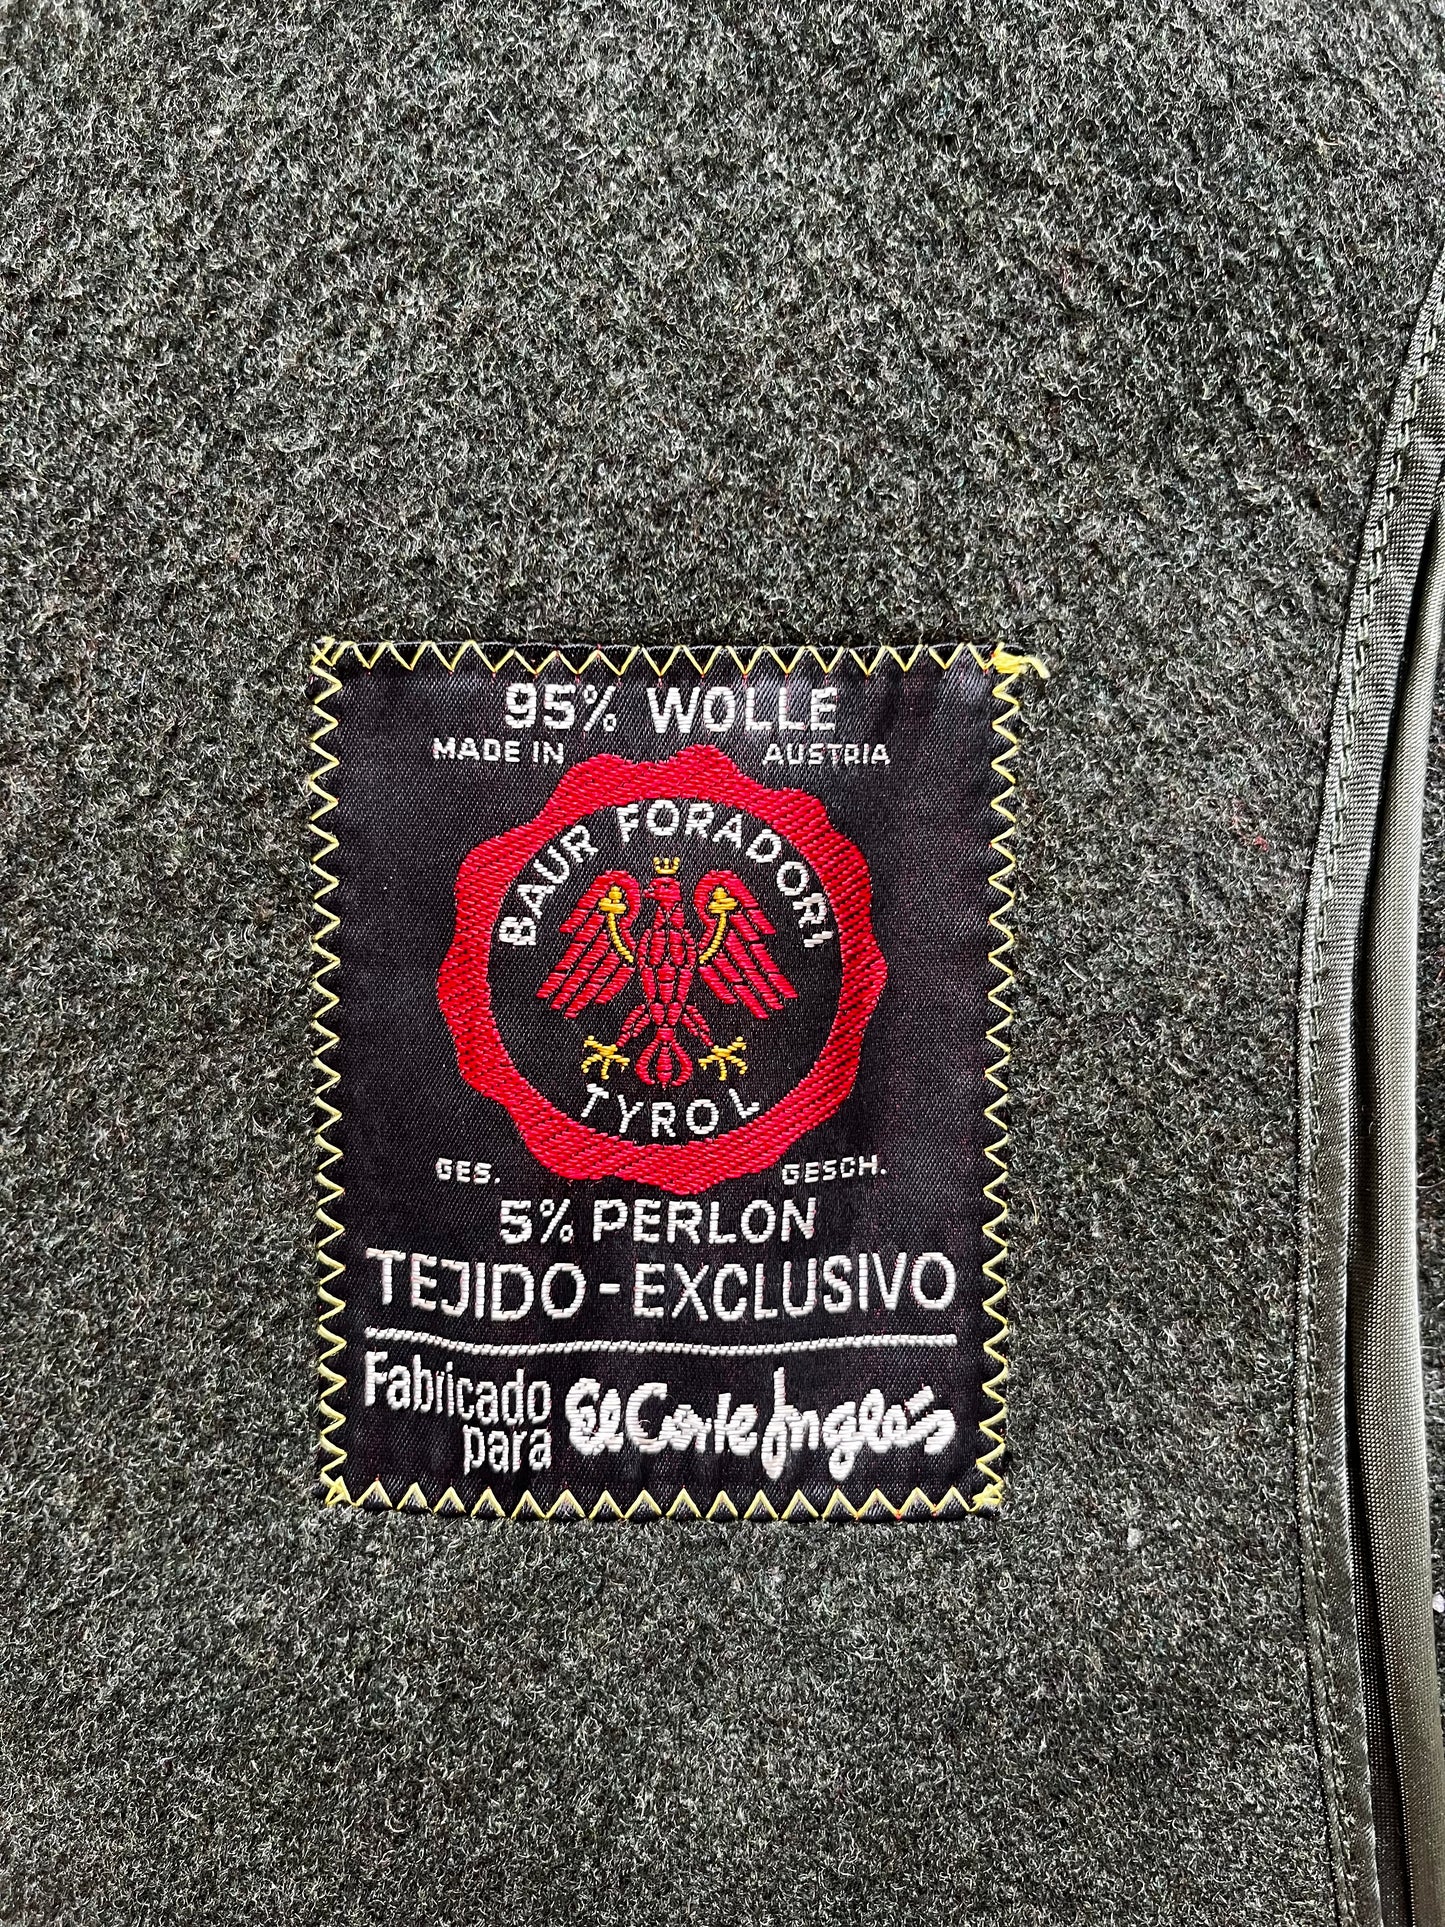 95% WOLLE
MADE IN AUSTRIA
BAUR FORADORI
TYROL
GES. GESCH.
5% PERLON
TEJIDO-EXCLUSIVO
Fabricado
para El Corte Inglés